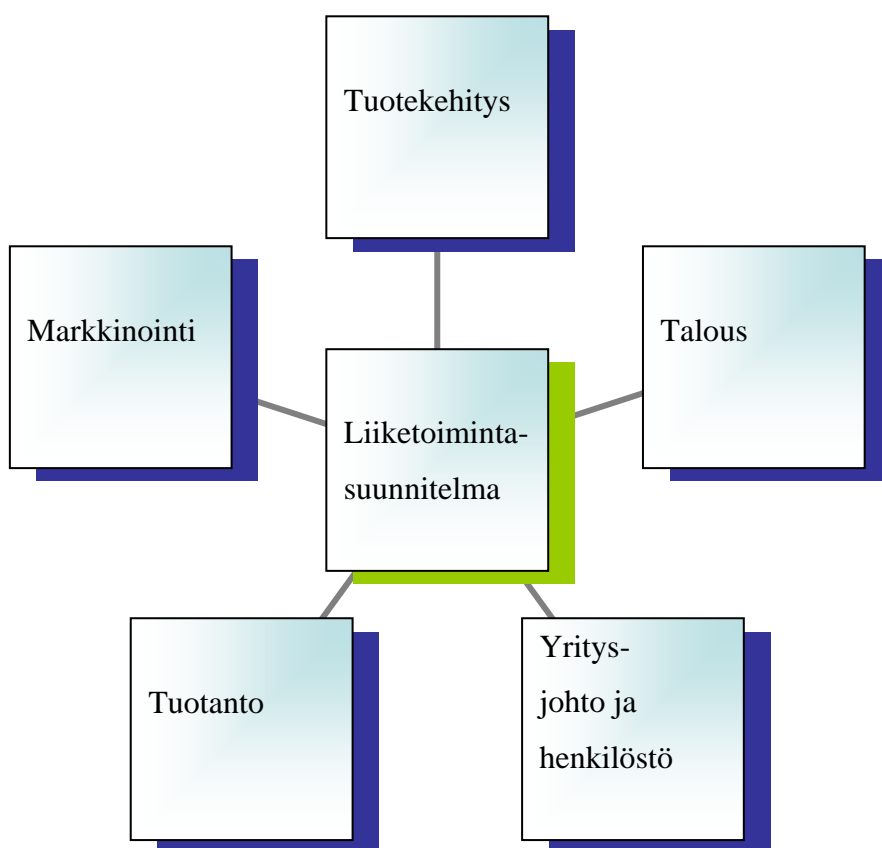 Tuotekehitys
Markkinointi
Talous
Liiketoiminta-
suunnitelma
Tuotanto
Yritys-
johto ja
henkilöstö